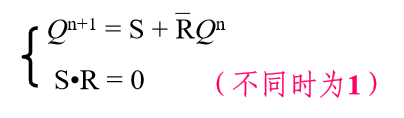 Qⁿ⁺¹ = S + R̅Qⁿ
S•R = 0 (不同时为1)